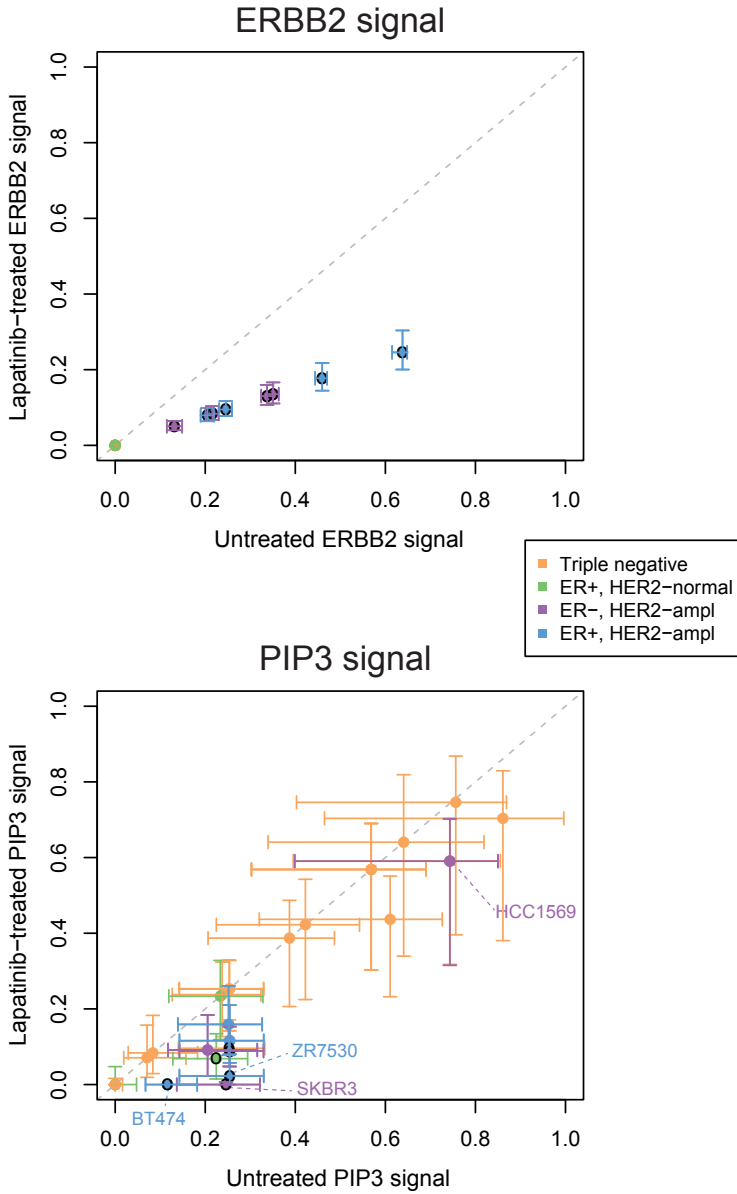 ERBB2 signal
1.0
0.8
0.6
0.4
0.2
0.0
Lapatinib−treated ERBB2 signal
0.0 0.2 0.4 0.6 0.8 1.0
Untreated ERBB2 signal
Triple negative
ER+, HER2−normal
ER−, HER2−ampl
ER+, HER2−ampl
PIP3 signal
1.0
0.8
0.6
0.4
0.2
0.0
Lapatinib−treated PIP3 signal
HCC1569
ZR7530
SKBR3
BT474
0.0 0.2 0.4 0.6 0.8 1.0
Untreated PIP3 signal